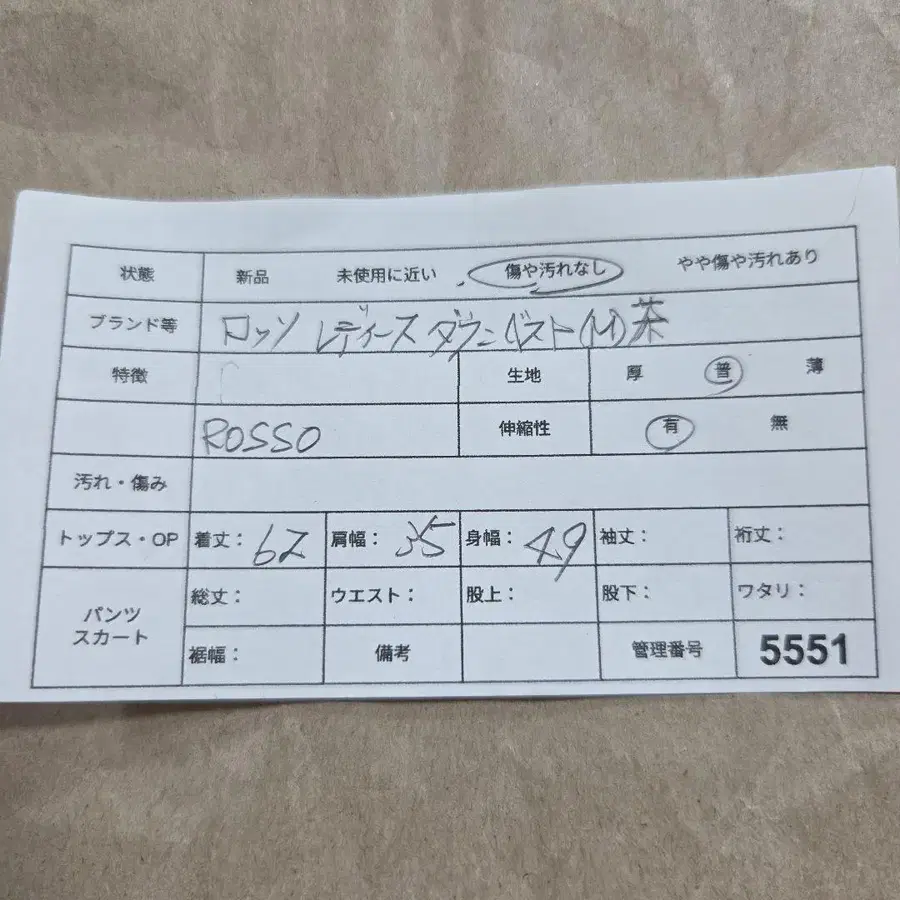 状態 新品 未使用に近い 傷や汚れなし やや傷や汚れあり
ブランド等 ロッソ レディース ダウンベスト(M)茶
特徴 生地 厚 普 薄
ROSSO 伸縮性 有 無
汚れ・傷み
トップス・OP 着丈: 62 肩幅: 35 身幅: 49 袖丈: 裄丈:
パンツ スカート 総丈: ウエスト: 股上: 股下: ワタリ:
裾幅: 備考 管理番号 5551